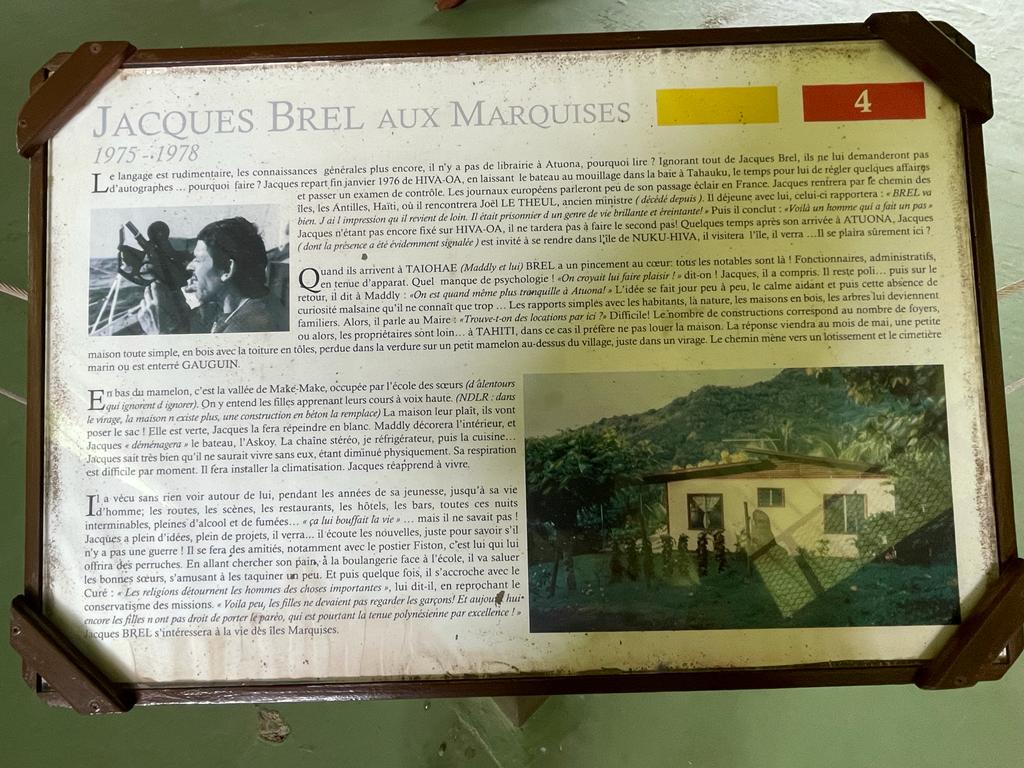 JACQUES BREL AUX MARQUISES
4
1975 - 1978
Le langage est rudimentaire, les connaissances générales plus encore, il n'y a pas de librairie à Atuona, pourquoi lire ? Ignorant tout de Jacques Brel, ils ne lui demanderont pas
d'autographes ... pourquoi faire ? Jacques repart fin janvier 1976 de HIVA-OA, en laissant le bateau au mouillage dans la baie à Tahauku, le temps pour lui de régler quelques affaires
et passer un examen de contrôle. Les journaux européens parleront peu de son passage éclair en France. Jacques rentrera par le chemin des
îles, les Antilles, Haïti, où il rencontrera Joël LE THEUL, ancien ministre ( décédé depuis ). Il déjeune avec lui, celui-ci rapportera : « BREL va
bien. J ai l impression qu il revient de loin. Il était prisonnier d un genre de vie brillante et éreintante! » Puis il conclut : «Voilà un homme qui a fait un pas »
Jacques n'étant pas encore fixé sur HIVA-OA, il ne tardera pas à faire le second pas! Quelques temps après son arrivée à ATUONA, Jacques
( dont la présence a été évidemment signalée ) est invité à se rendre dans l'île de NUKU-HIVA, il visitera l'île, il verra ...Il se plaira sûrement ici ?
Quand ils arrivent à TAIOHAE (Maddly et lui) BREL a un pincement au cœur: tous les notables sont là ! Fonctionnaires, administratifs,
en tenue d'apparat. Quel manque de psychologie ! «On croyait lui faire plaisir ! » dit-on ! Jacques, il a compris. Il reste poli... puis sur le
retour, il dit à Maddly : «On est quand même plus tranquille à Atuona! » L'idée se fait jour peu à peu, le calme aidant et puis cette absence de
curiosité malsaine qu'il ne connaît que trop ... Les rapports simples avec les habitants, la nature, les maisons en bois, les arbres lui deviennent
familiers. Alors, il parle au Maire : «Trouve-t-on des locations par ici ?» Difficile! Le nombre de constructions correspond au nombre de foyers,
ou alors, les propriétaires sont loin... à TAHITI, dans ce cas il préfère ne pas louer la maison. La réponse viendra au mois de mai, une petite
maison toute simple, en bois avec la toiture en tôles, perdue dans la verdure sur un petit mamelon au-dessus du village, juste dans un virage. Le chemin mène vers un lotissement et le cimetière
marin ou est enterré GAUGUIN.
En bas du mamelon, c'est la vallée de Make-Make, occupée par l'école des sœurs (d'alentours
qui ignorent d ignorer). On y entend les filles apprenant leurs cours à voix haute. (NDLR : dans
le virage, la maison n existe plus, une construction en béton la remplace) La maison leur plaît, ils vont
poser le sac ! Elle est verte, Jacques la fera répeindre en blanc. Maddly décorera l'intérieur, et
Jacques « déménagera » le bateau, l'Askoy. La chaîne stéréo, je réfrigérateur, puis la cuisine...
Jacques sait très bien qu'il ne saurait vivre sans eux, étant diminué physiquement. Sa respiration
est difficile par moment. Il fera installer la climatisation. Jacques réapprend à vivre.
Il a vécu sans rien voir autour de lui, pendant les années de sa jeunesse, jusqu'à sa vie
d'homme; les routes, les scènes, les restaurants, les hôtels, les bars, toutes ces nuits
interminables, pleines d'alcool et de fumées... « ça lui bouffait la vie » ... mais il ne savait pas !
Jacques a plein d'idées, plein de projets, il verra... il écoute les nouvelles, juste pour savoir s'il
n'y a pas une guerre ! Il se fera des amitiés, notamment avec le postier Fiston, c'est lui qui lui
offrira des perruches. En allant chercher son pain, à la boulangerie face à l'école, il va saluer
les bonnes sœurs, s'amusant à les taquiner un peu. Et puis quelque fois, il s'accroche avec le
Curé : « Les religions détournent les hommes des choses importantes », lui dit-il, en reprochant le
conservatisme des missions. « Voila peu, les filles ne devaient pas regarder les garçons! Et aujourd hui
encore les filles n ont pas droit de porter le paréo, qui est pourtant la tenue polynésienne par excellence ! »
Jacques BREL s'intéressera à la vie des îles Marquises.